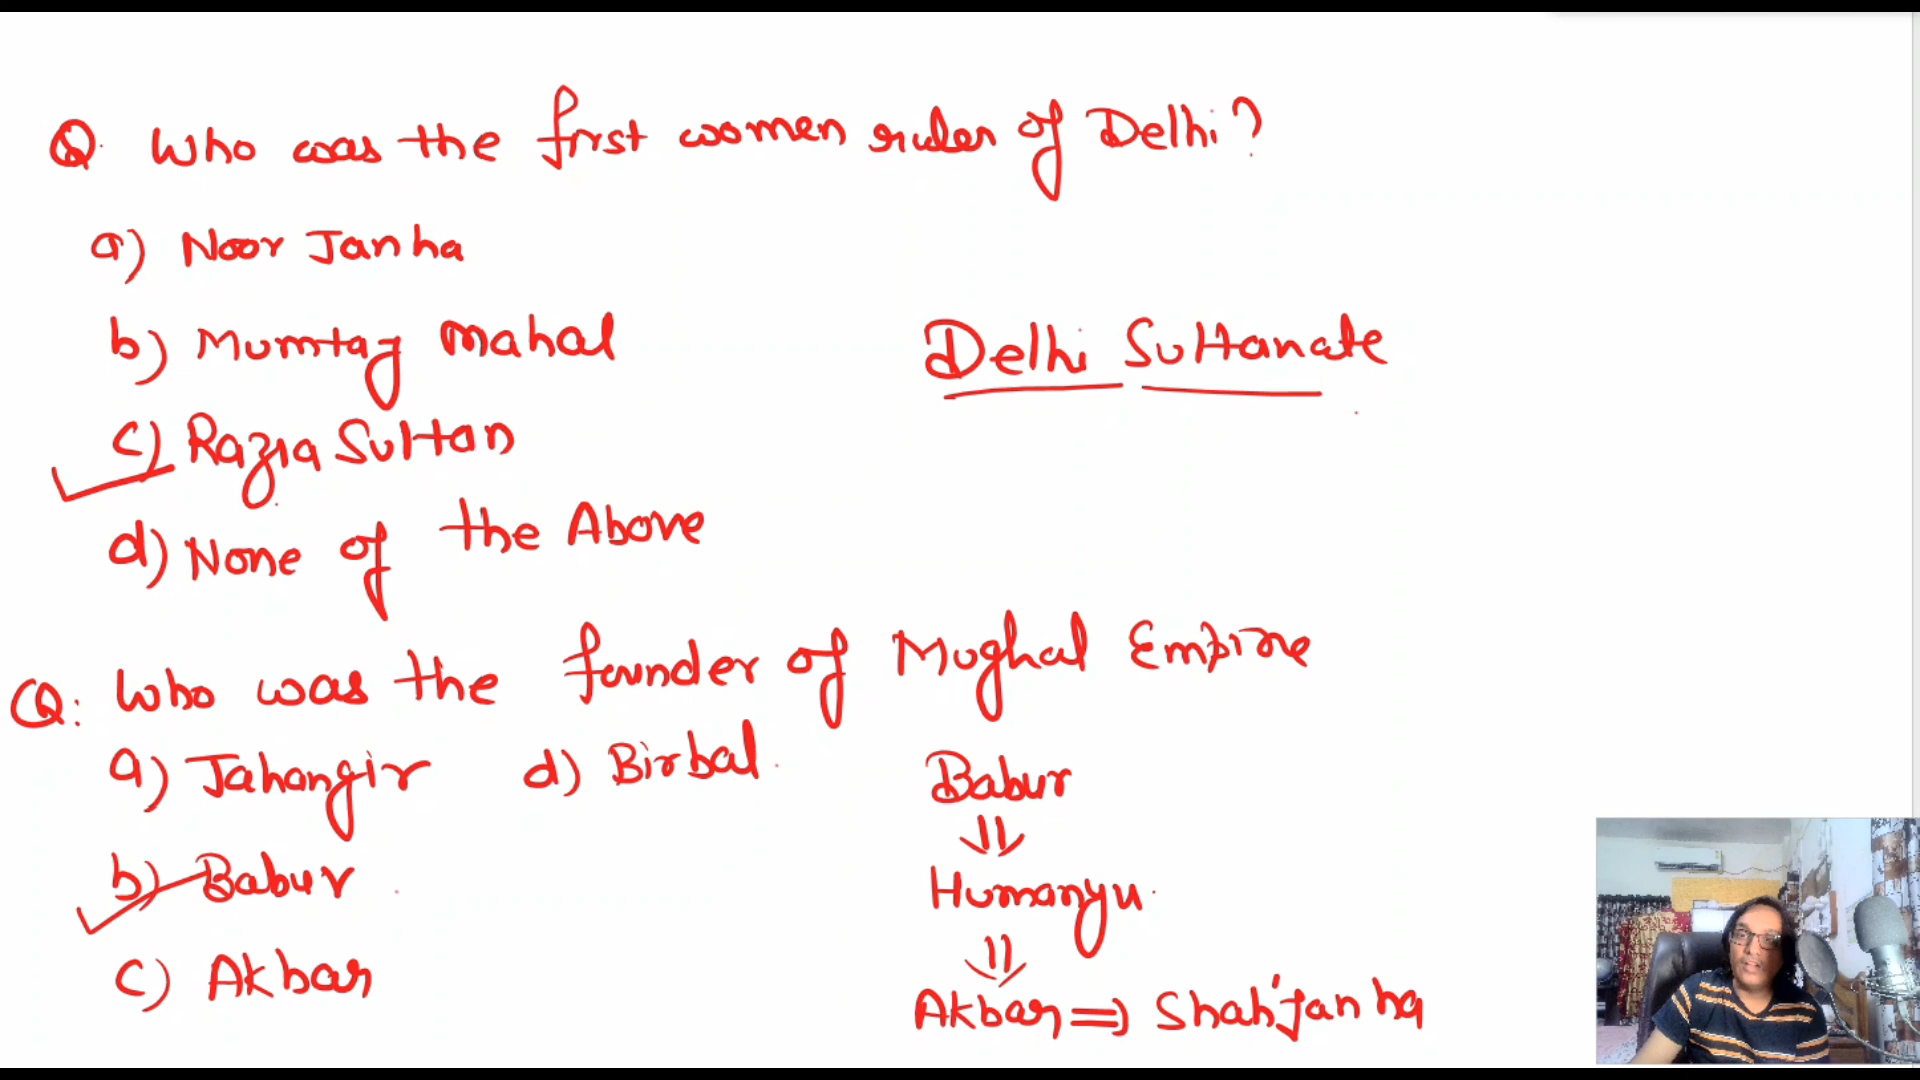 Q. Who was the first women ruler of Delhi?
a) Noor Janha
b) Mumtaz Mahal
c) Razia Sultan
d) None of the Above
Delhi Sultanate
Q: Who was the founder of Mughal Empire
a) Jahangir d) Birbal
b) Babur
c) Akbar
Babur
Humanyu
Akbar ⇒ Shah'Janha